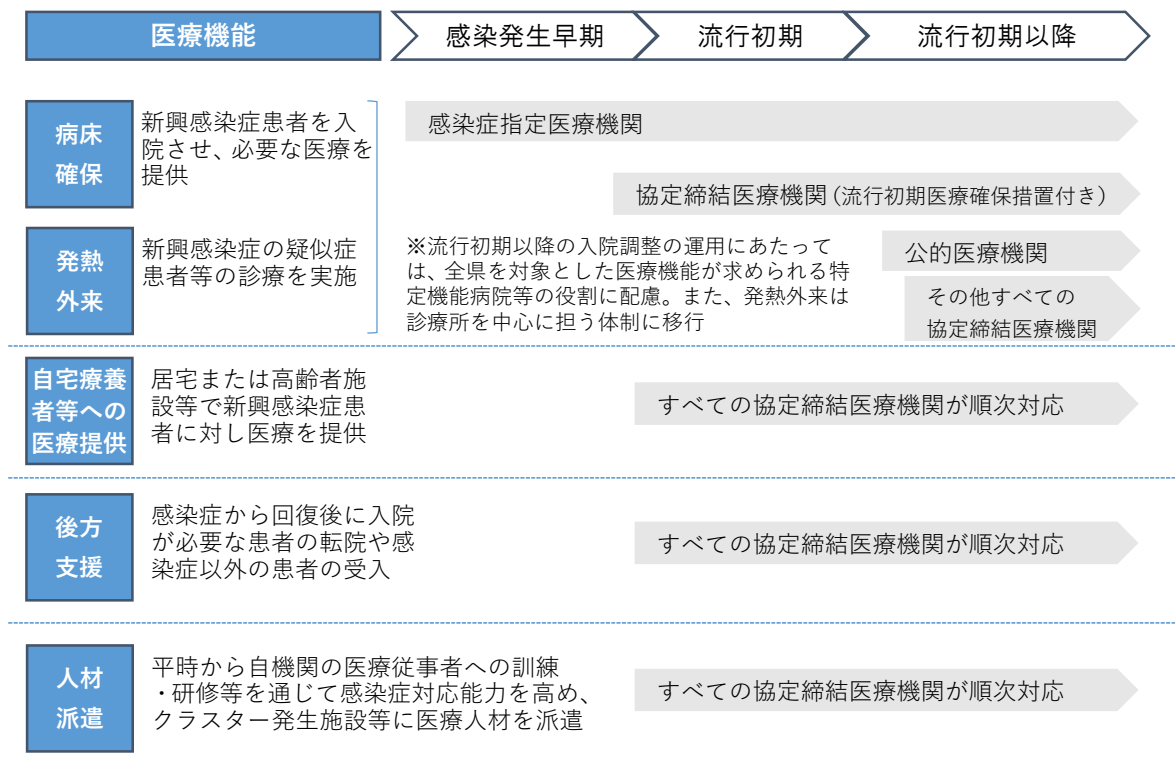 医療機能
感染発生早期
流行初期
流行初期以降
病床
確保
新興感染症患者を入
院させ、必要な医療を
提供
感染症指定医療機関
協定締結医療機関（流行初期医療確保措置付き）
発熱
外来
新興感染症の疑似症
患者等の診療を実施
※流行初期以降の入院調整の運用にあたって
は、全県を対象とした医療機能が求められる特
定機能病院等の役割に配慮。また、発熱外来は
診療所を中心に担う体制に移行
公的医療機関
その他すべての
協定締結医療機関
自宅療養
者等への
医療提供
居宅または高齢者施
設等で新興感染症患
者に対し医療を提供
すべての協定締結医療機関が順次対応
後方
支援
感染症から回復後に入院
が必要な患者の転院や感
染症以外の患者の受入
すべての協定締結医療機関が順次対応
人材
派遣
平時から自機関の医療従事者への訓練
・研修等を通じて感染症対応能力を高め、
クラスター発生施設等に医療人材を派遣
すべての協定締結医療機関が順次対応